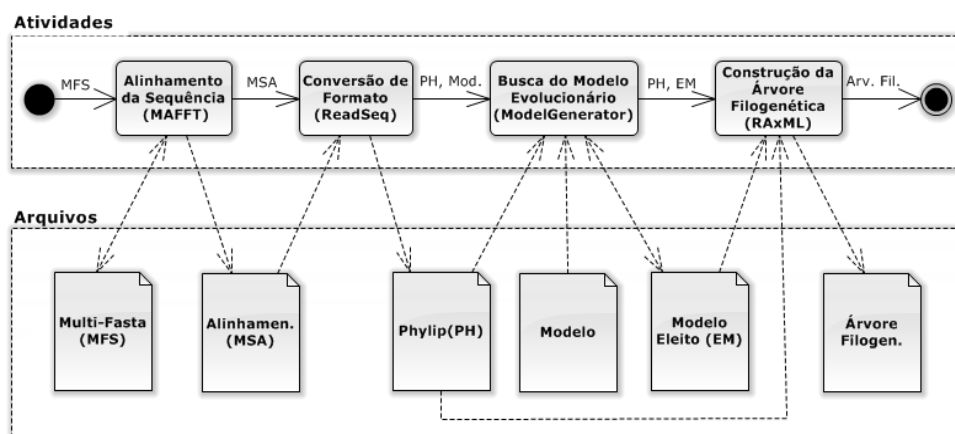 Atividades
MFS
Alinhamento
da Sequência
(MAFFT)
MSA
Conversão de
Formato
(ReadSeq)
PH, Mod.
Busca do Modelo
Evolucionário
(ModelGenerator)
PH, EM
Construção da
Árvore
Filogenética
(RAxML)
Arv. Fil.
Arquivos
Multi-Fasta
(MFS)
Alinhamen.
(MSA)
Phylip(PH)
Modelo
Modelo
Eleito (EM)
Árvore
Filogen.